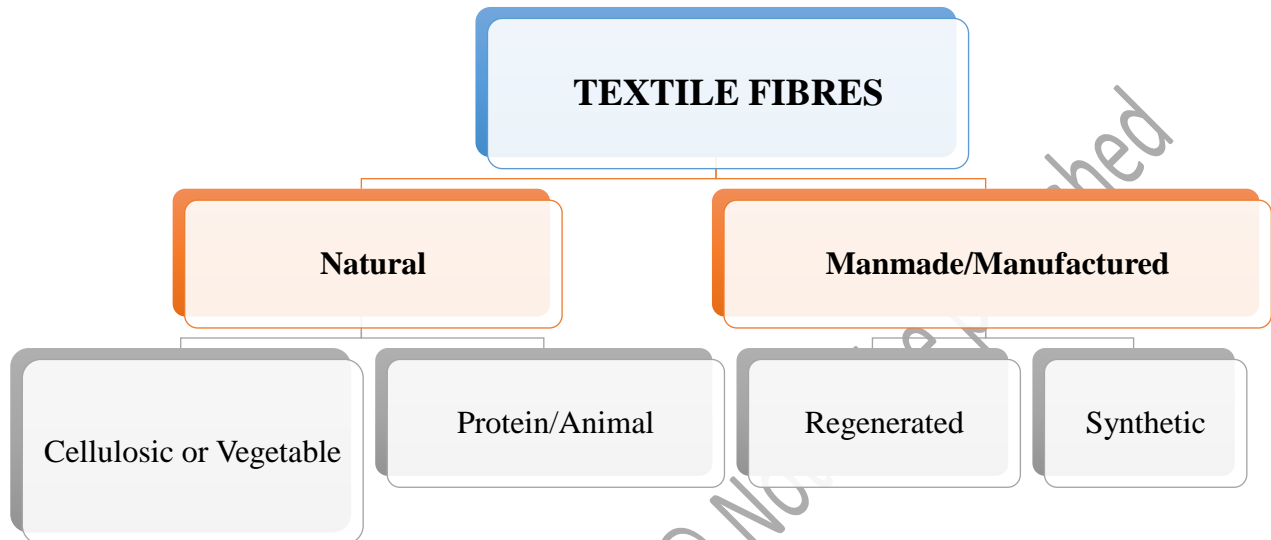 TEXTILE FIBRES
Natural
Manmade/Manufactured
Cellulosic or Vegetable
Protein/Animal
Regenerated
Synthetic